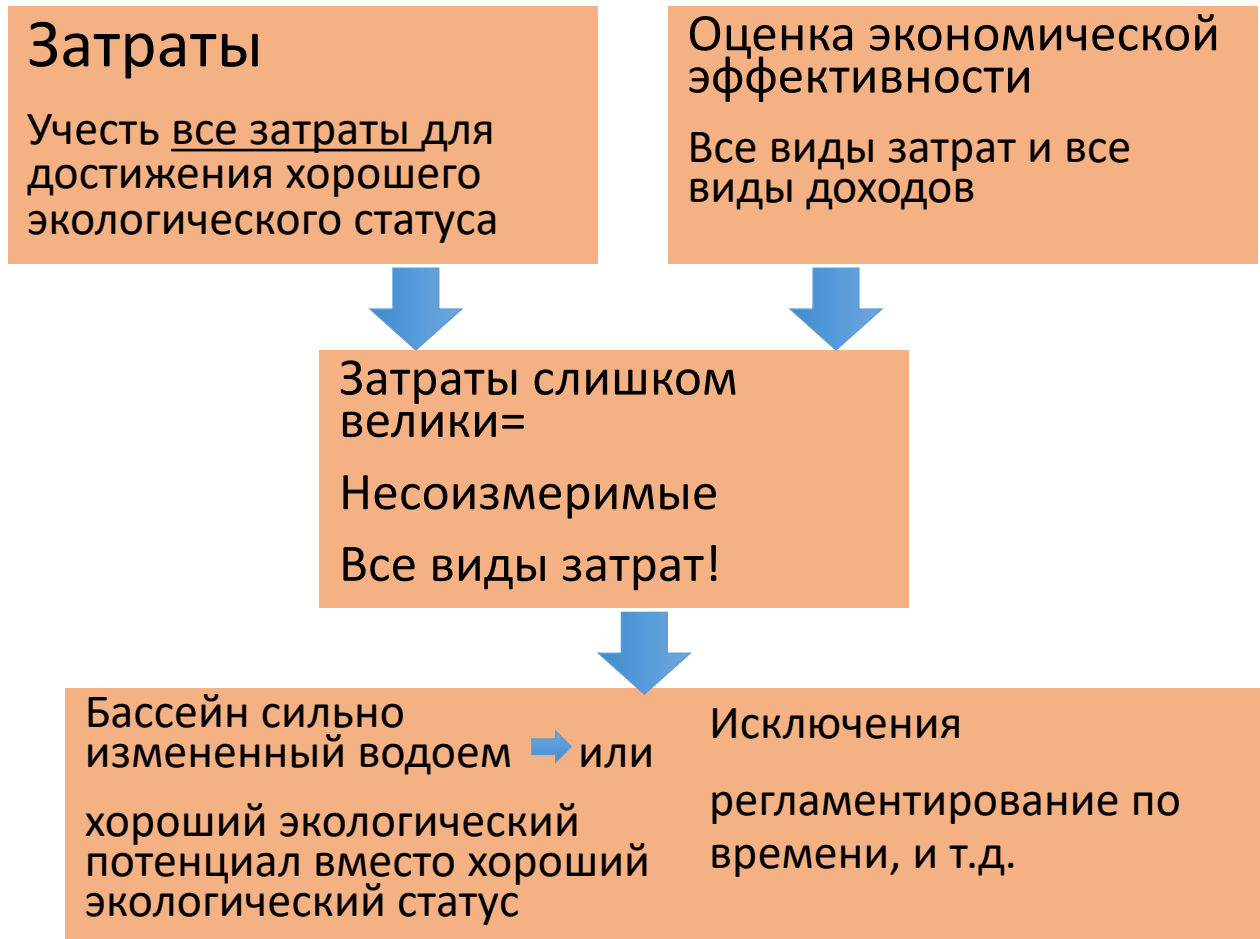 Затраты
Учесть все затраты для
достижения хорошего
экологического статуса
Оценка экономической
эффективности
Все виды затрат и все
виды доходов
Затраты слишком
велики=
Несоизмеримые
Все виды затрат!
Бассейн сильно
измененный водоем
или
хороший экологический
потенциал вместо хороший
экологический статус
Исключения
регламентирование по
времени, и т.д.